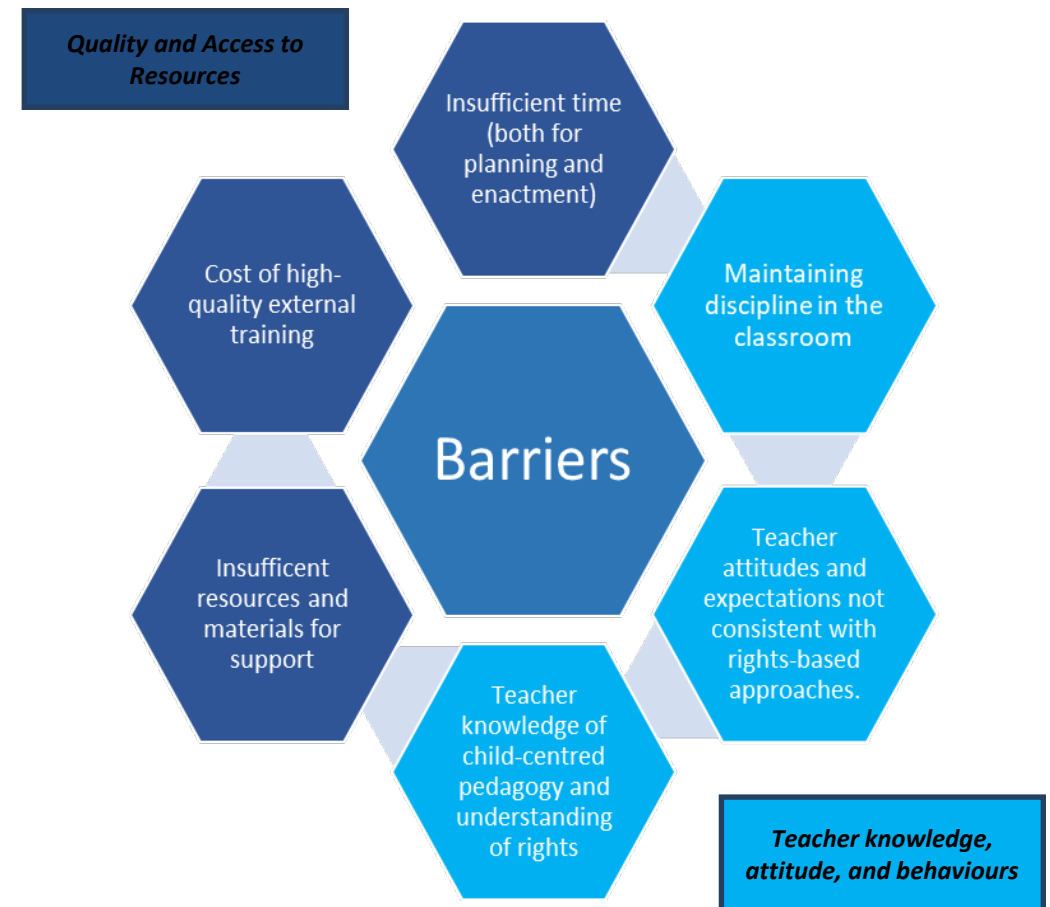 Quality and Access to
Resources
Insufficient time
(both for
planning and
enactment)
Cost of high-
quality external
training
Maintaining
discipline in the
classroom
Barriers
Insufficent
resources and
materials for
support
Teacher
attitudes and
expectations not
consistent with
rights-based
approaches.
Teacher
knowledge of
child-centred
pedagogy and
understanding
of rights
Teacher knowledge,
attitude, and behaviours